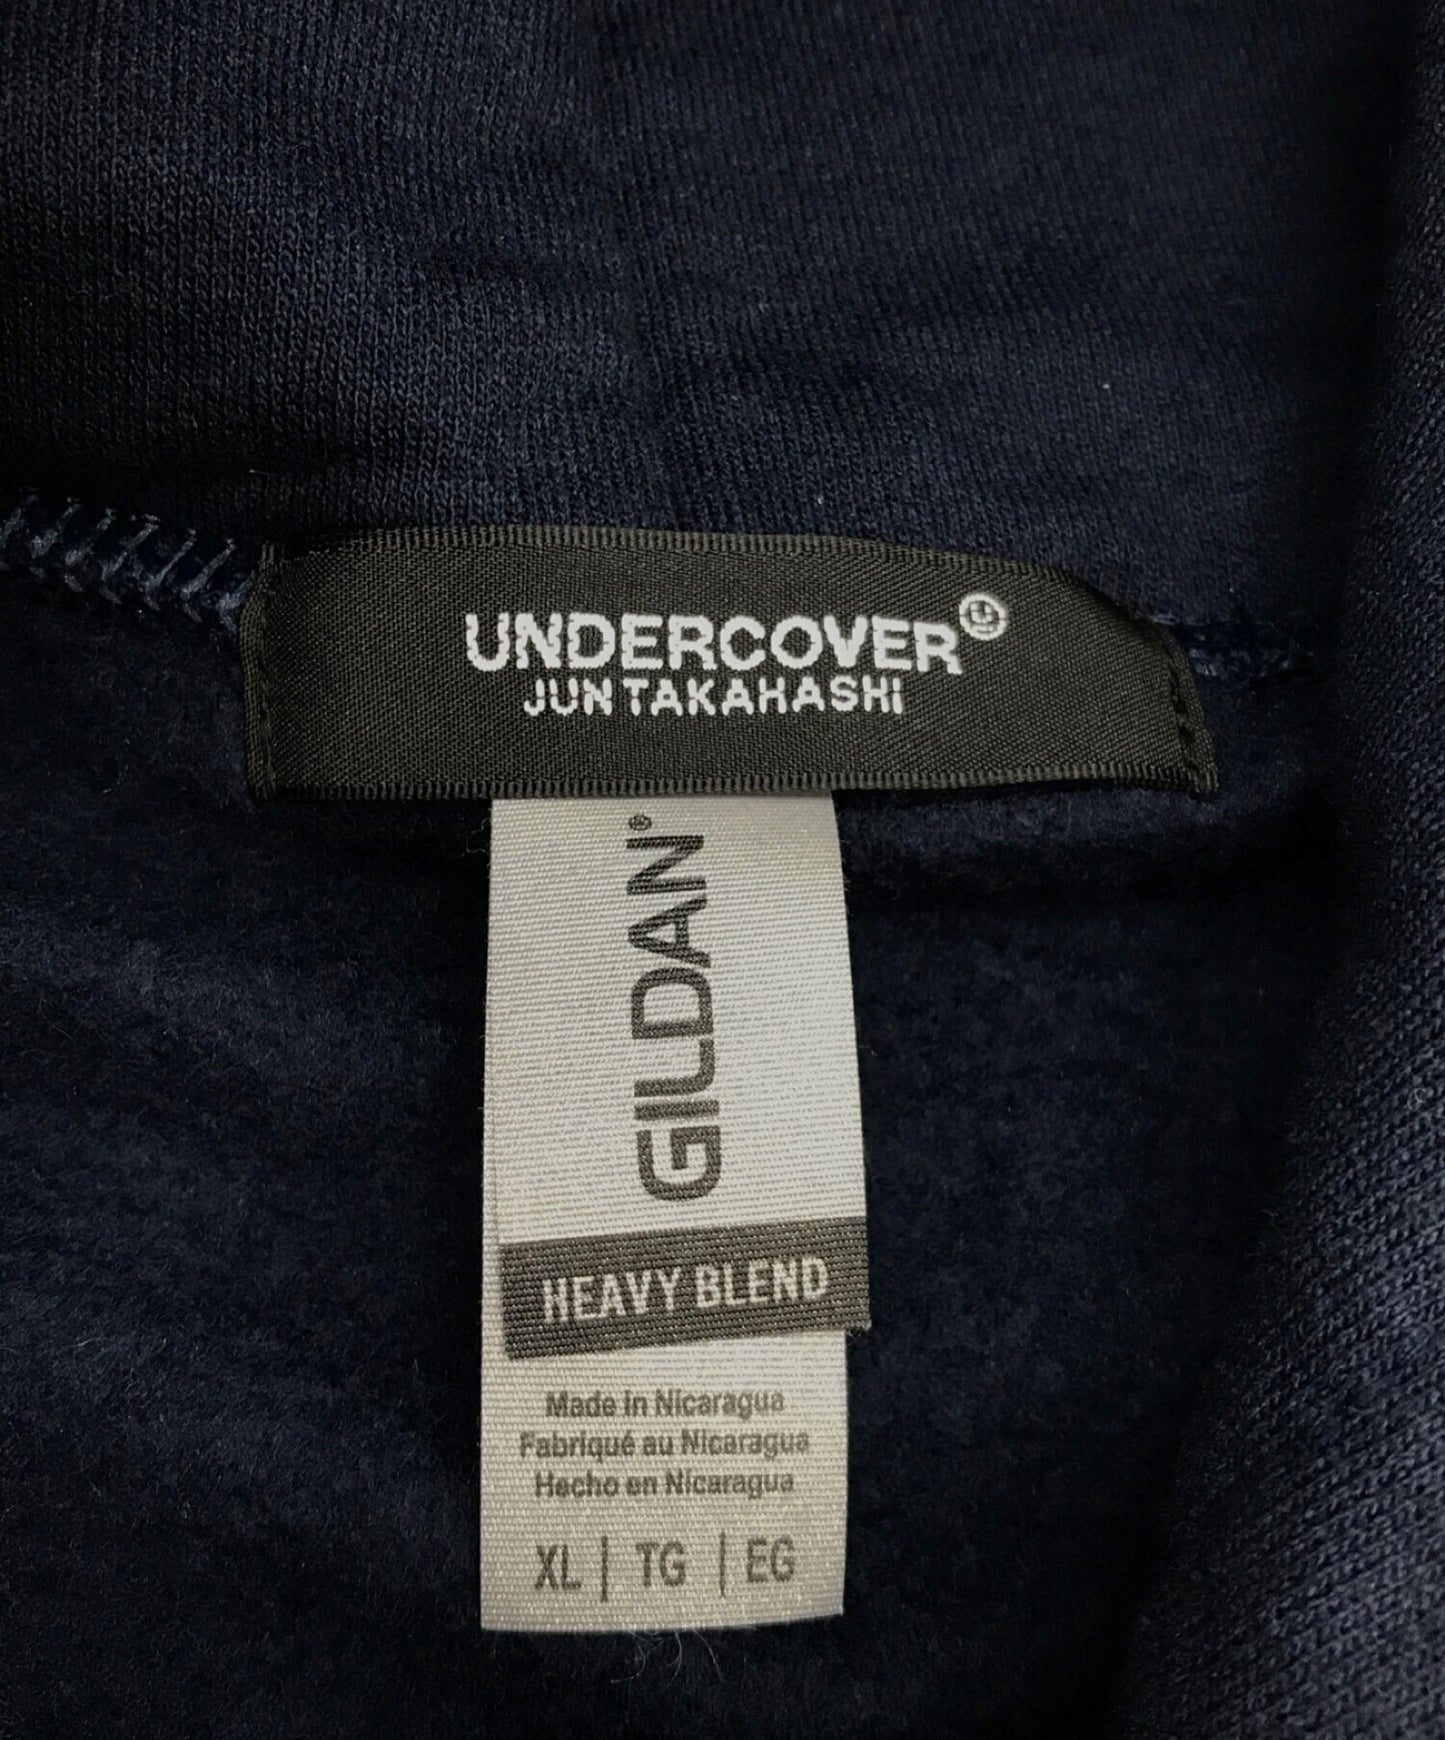 UNDERCOVER
JUN TAKAHASHI
GILDAN®
HEAVY BLEND
Made in Nicaragua
Fabriqué au Nicaragua
Hecho en Nicaragua
XL | TG | EG